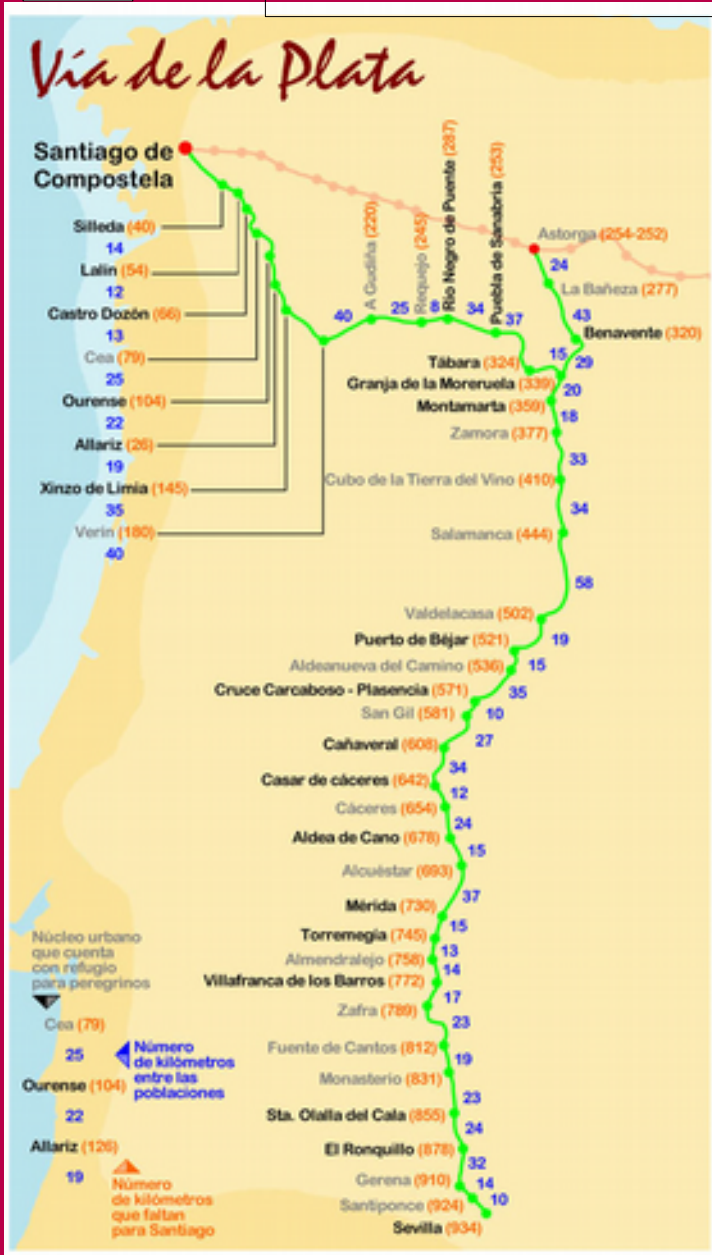 Vía de la Plata
Santiago de
Compostela
Silleda (40)
14
Lalín (54)
12
Castro Dozón (66)
13
Cea (79)
25
Ourense (104)
22
Allariz (26)
19
Xinzo de Limia (145)
35
Verín (180)
40
40
A Gudiña (220)
25
Requejo (245)
8
Río Negro de Puente (287)
34
Puebla de Sanabria (253)
37
Astorga (254-252)
24
La Bañeza (277)
43
Benavente (320)
29
15
Tábara (324)
Granja de la Moreruela (339)
20
Montamarta (359)
18
Zamora (377)
33
Cubo de la Tierra del Vino (410)
34
Salamanca (444)
58
Valdelacasa (502)
19
Puerto de Béjar (521)
15
Aldeanueva del Camino (536)
35
Cruce Carcaboso - Plasencia (571)
10
San Gil (581)
27
Cañaveral (608)
34
Casar de cáceres (642)
12
Cáceres (654)
24
Aldea de Cano (678)
15
Alcuéstar (693)
37
Mérida (730)
15
Torremegia (745)
13
Almendralejo (758)
14
Villafranca de los Barros (772)
17
Zafra (789)
23
Fuente de Cantos (812)
19
Monasterio (831)
23
Sta. Olalla del Cala (855)
24
El Ronquillo (878)
32
Gerena (910)
14
Santiponce (924)
10
Sevilla (934)
Núcleo urbano
que cuenta
con refugio
para peregrinos
Cea (79)
25
Ourense (104)
22
Allariz (126)
19
Número
de kilómetros
entre las
poblaciones
Número
de kilómetros
que faltan
para Santiago